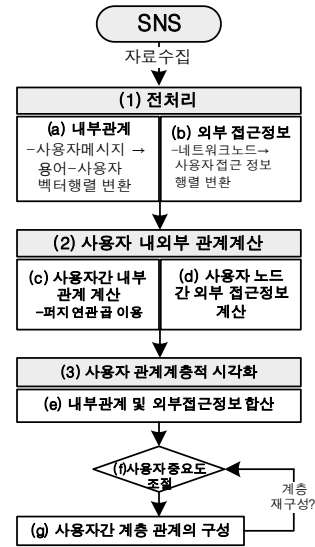 SNS
자료수집
(1) 전처리
(a) 내부관계
-사용자메시지 →
용어-사용자
벡터행렬 변환
(b) 외부 접근정보
-네트워크노드→
사용자접근 정보
행렬 변환
(2) 사용자 내외부 관계계산
(c) 사용자간 내부
관계 계산
-퍼지 연관곱 이용
(d) 사용자 노드
간 외부 접근정보
계산
(3) 사용자 관계계층적 시각화
(e) 내부관계 및 외부접근정보 합산
(f)사용자중요도
조절
계층
재구성?
(g) 사용자간 계층 관계의 구성